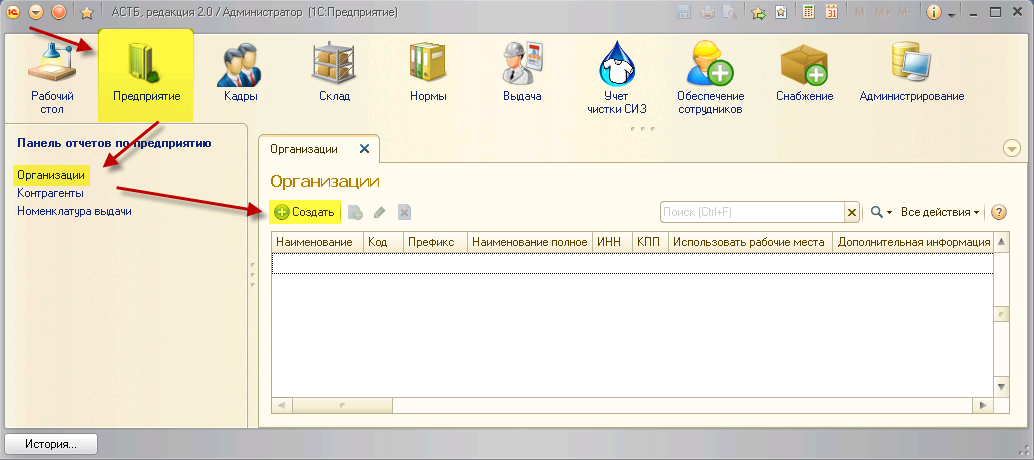 АСТБ, редакция 2.0 / Администратор (1С:Предприятие)
M M+ M-
Рабочий стол
Предприятие
Кадры
Склад
Нормы
Выдача
Учет чистки СИЗ
Обеспечение сотрудников
Снабжение
Администрирование
Панель отчетов по предприятию
Организации
Контрагенты
Номенклатура выдачи
Организации
Организации
Создать
Поиск (Ctrl+F)
Все действия
Наименование Код Префикс Наименование полное ИНН КПП Использовать рабочие места Дополнительная информация
История...